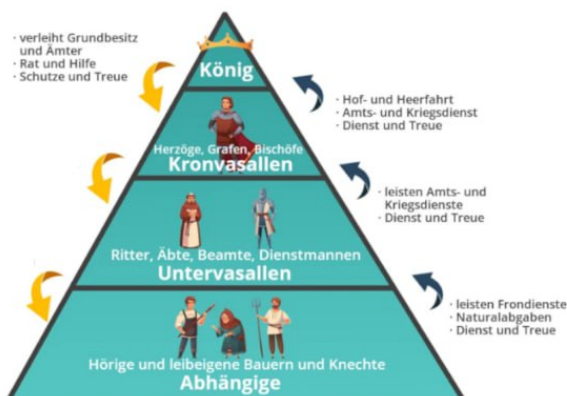 · verleiht Grundbesitz
und Ämter
· Rat und Hilfe
· Schutze und Treue
König
· Hof- und Heerfahrt
· Amts- und Kriegsdienst
· Dienst und Treue
Herzöge, Grafen, Bischöfe
Kronvasallen
· leisten Amts- und
Kriegsdienste
· Dienst und Treue
Ritter, Äbte, Beamte, Dienstmannen
Untervasallen
· leisten Frondienste
· Naturalabgaben
· Dienst und Treue
Hörige und leibeigene Bauern und Knechte
Abhängige